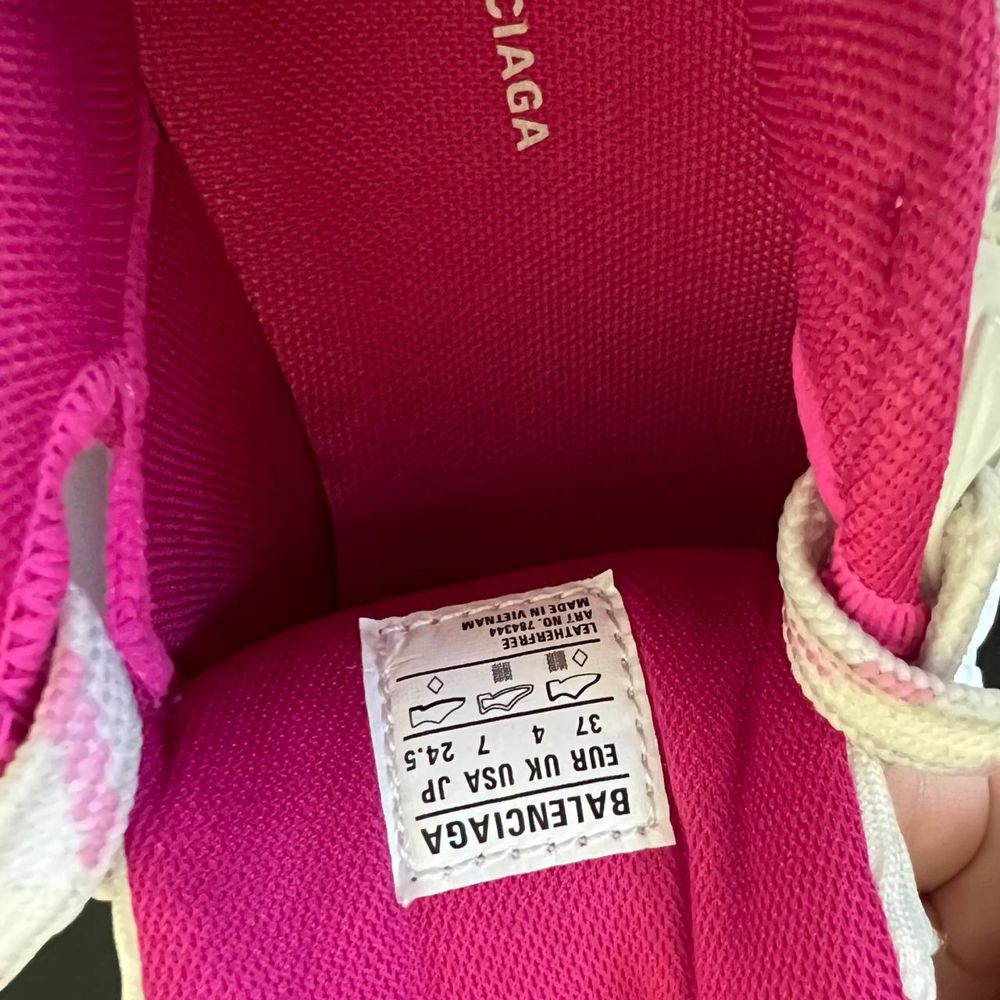 CIAGA
BALENCIAGA
EUR UK USA JP
37 4 7 24.5
LEATHERFREE
ART NO. 784344
MADE IN VIETNAM